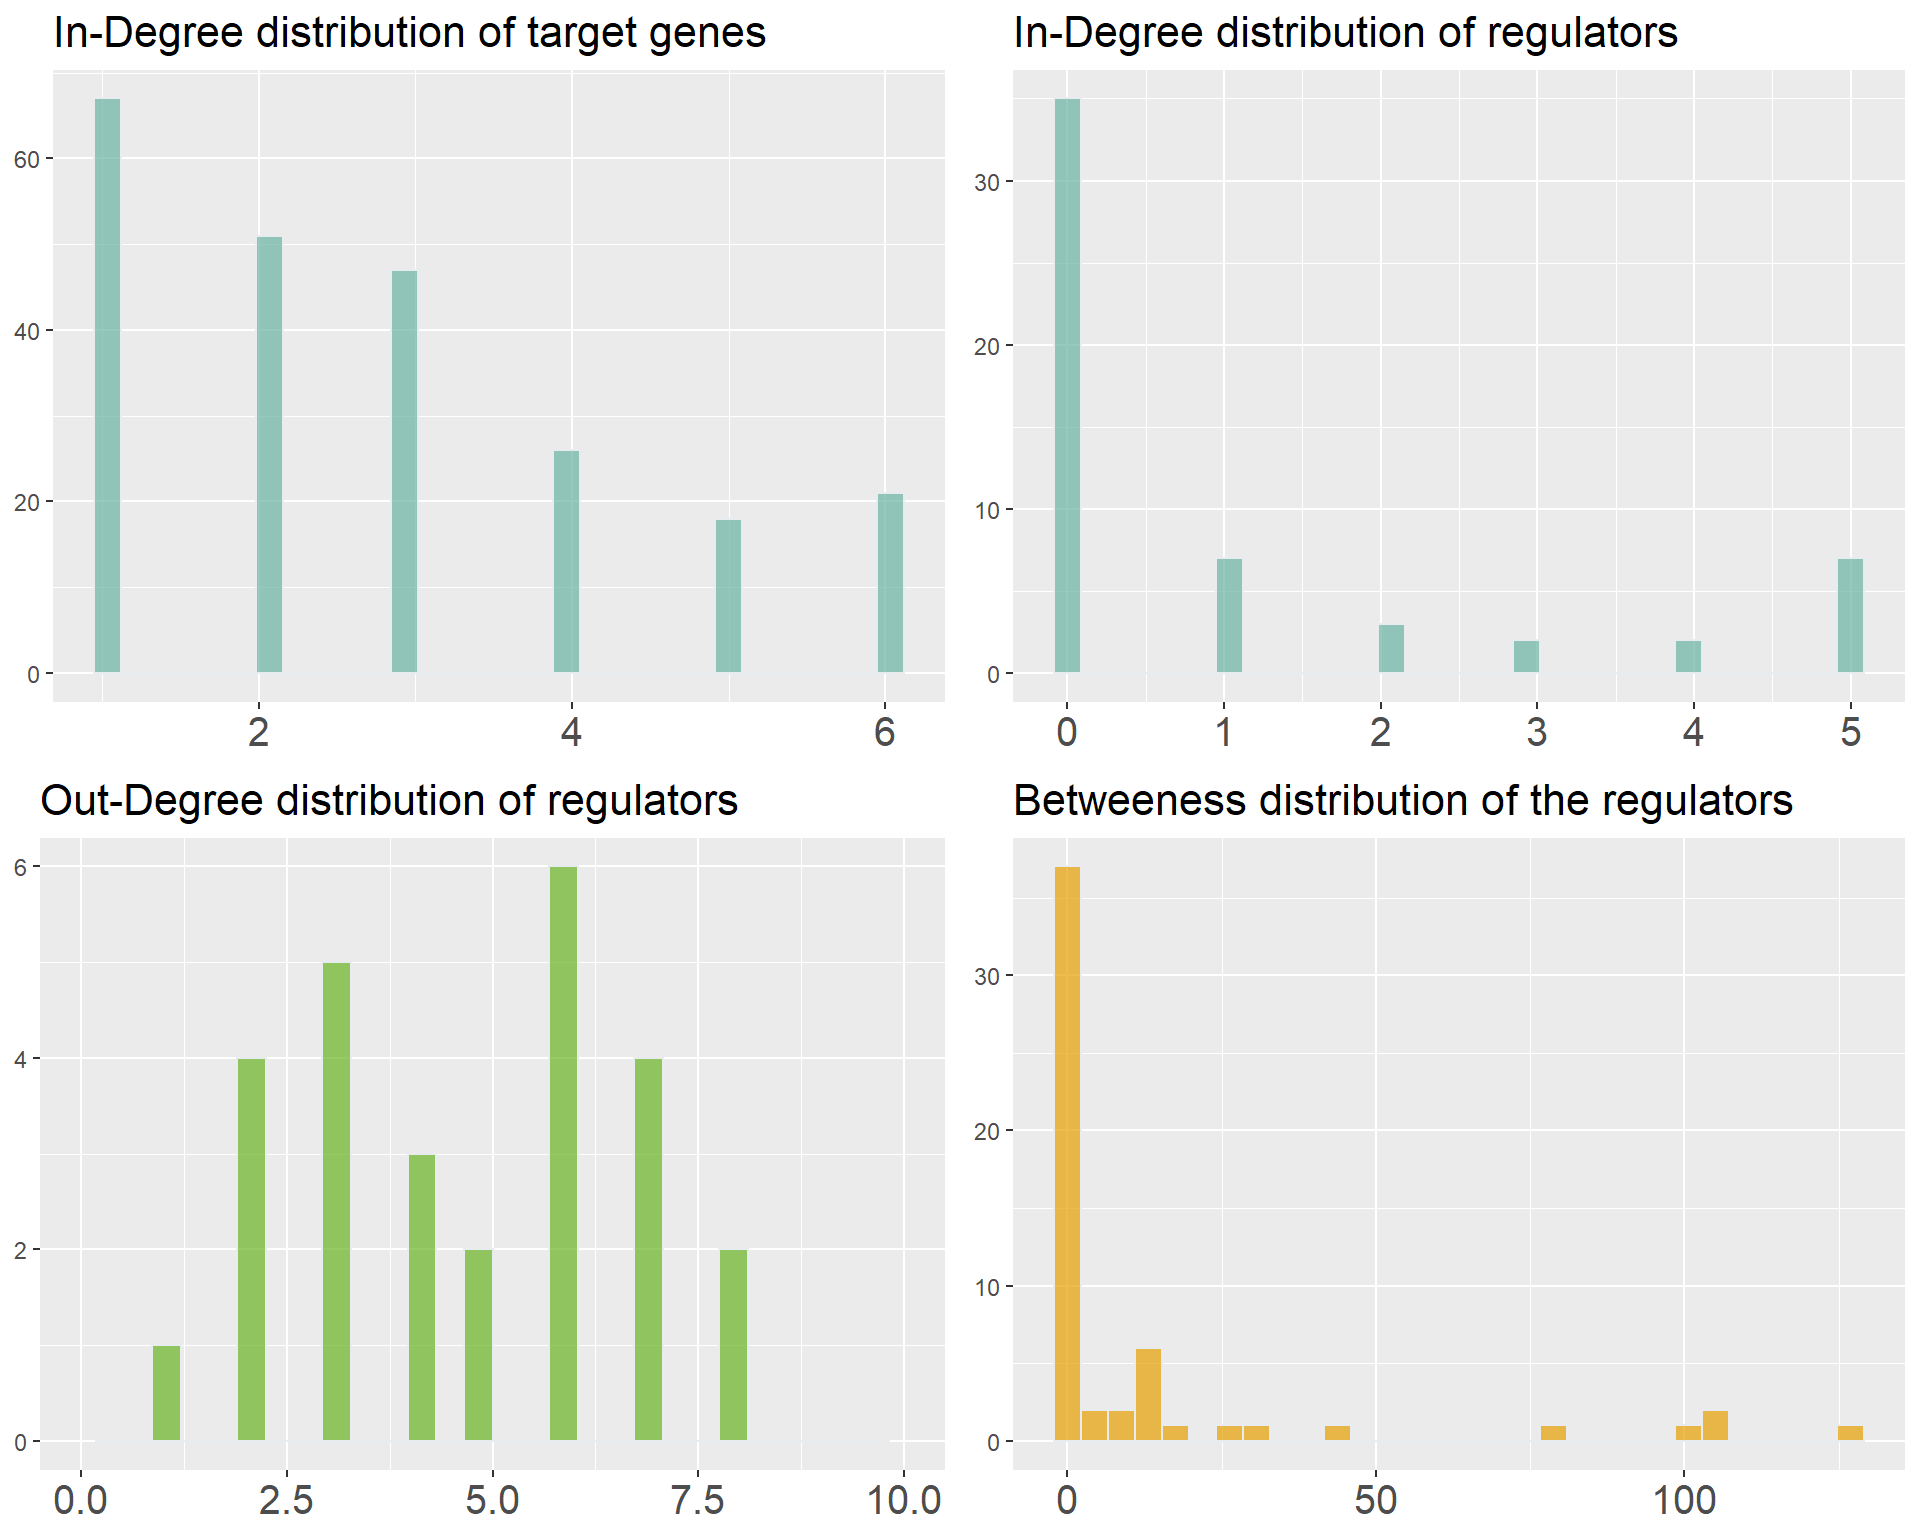 In-Degree distribution of target genes
60
40
20
0
2 4 6
In-Degree distribution of regulators
30
20
10
0
0 1 2 3 4 5
Out-Degree distribution of regulators
6
4
2
0
0.0 2.5 5.0 7.5 10.0
Betweeness distribution of the regulators
30
20
10
0
0 50 100